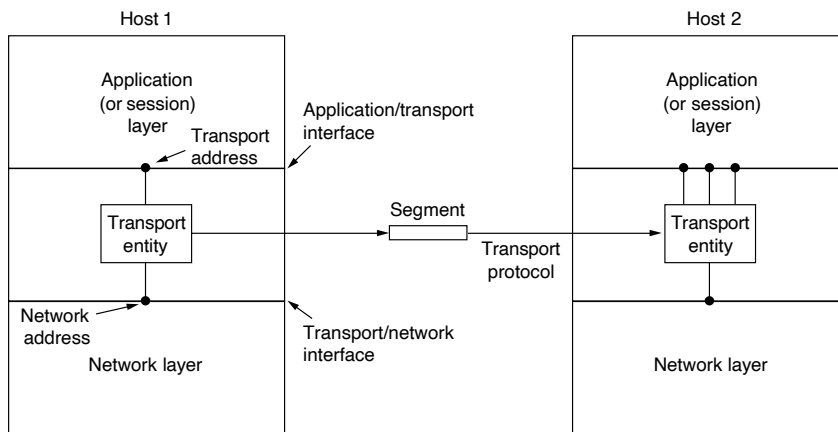 Host 1
Host 2
Application
(or session)
layer
Application/transport
interface
Application
(or session)
layer
Transport
address
Segment
Transport
entity
Transport
protocol
Transport
entity
Network
address
Transport/network
interface
Network layer
Network layer